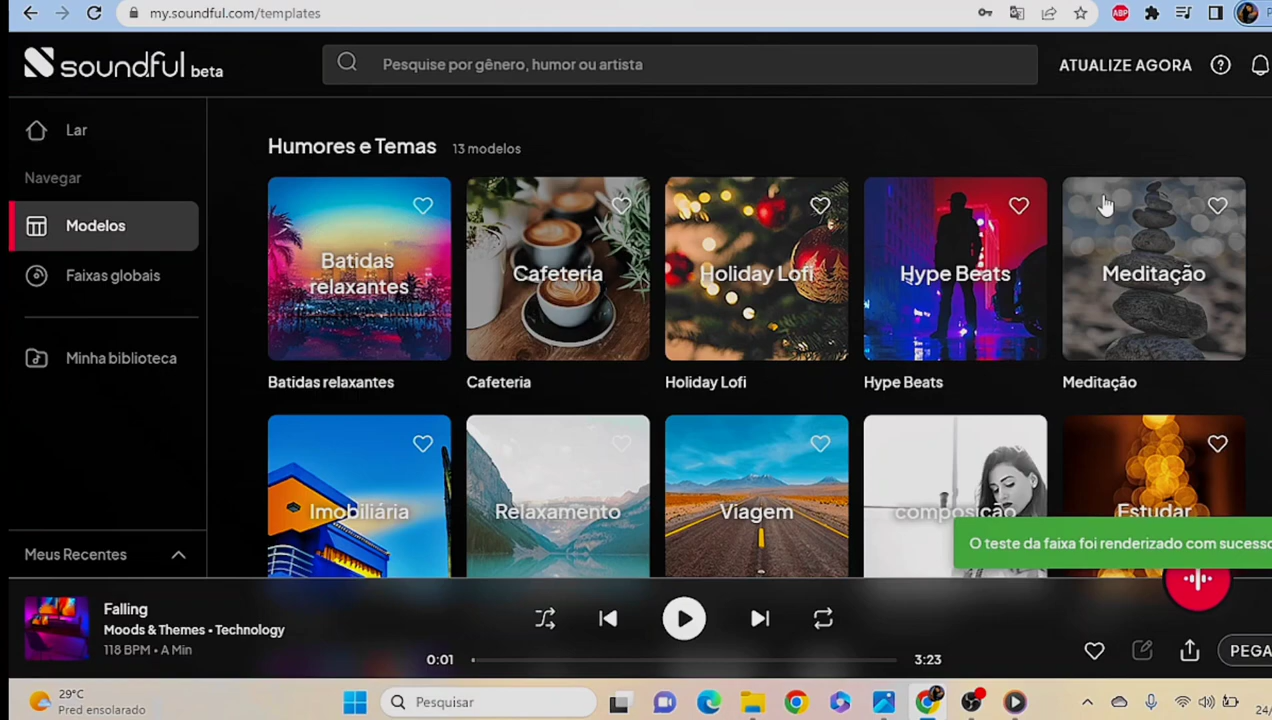 my.soundful.com/templates
ABP
soundful beta
Pesquise por gênero, humor ou artista
ATUALIZE AGORA
Lar
Navegar
Modelos
Faixas globais
Minha biblioteca
Meus Recentes
Humores e Temas 13 modelos
Batidas
relaxantes
Cafeteria
Holiday Lofi
Hype Beats
Meditação
Batidas relaxantes
Cafeteria
Holiday Lofi
Hype Beats
Meditação
Imobiliária
Relaxamento
Viagem
composição
Estudar
O teste da faixa foi renderizado com sucesso
Falling
Moods & Themes • Technology
118 BPM • A Min
0:01
3:23
PEGA
29°C
Pred ensolarado
Pesquisar
24/